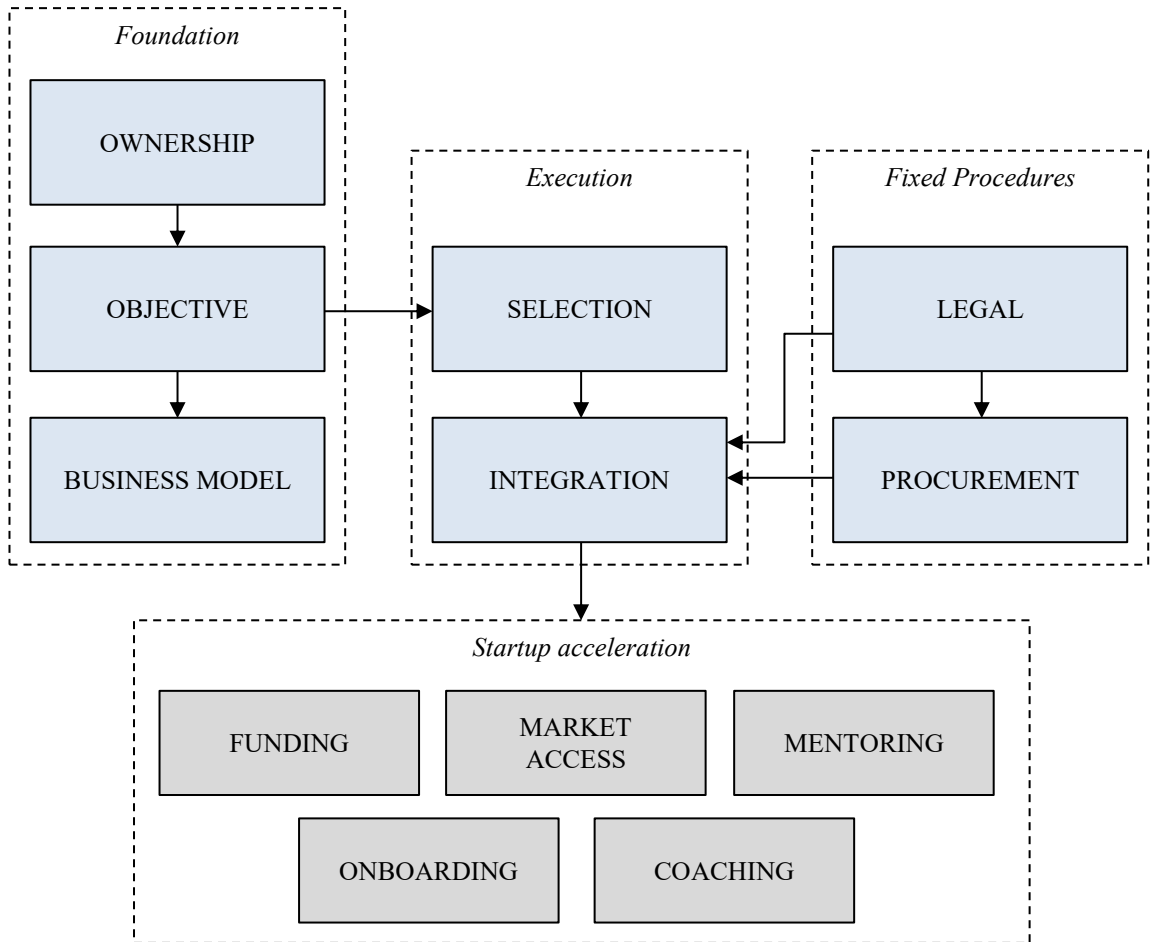 Foundation
OWNERSHIP
OBJECTIVE
BUSINESS MODEL
Execution
SELECTION
INTEGRATION
Fixed Procedures
LEGAL
PROCUREMENT
Startup acceleration
FUNDING
MARKET
ACCESS
MENTORING
ONBOARDING
COACHING